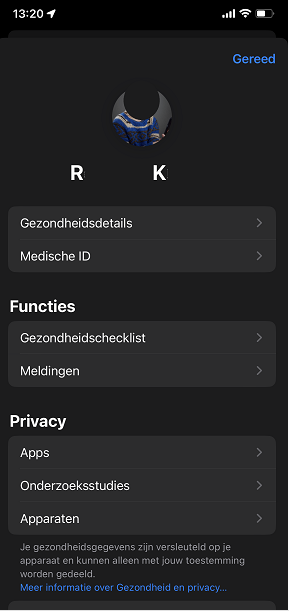 13:20
Gereed
R K
Gezondheidsdetails
Medische ID
Functies
Gezondheidschecklist
Meldingen
Privacy
Apps
Onderzoeksstudies
Apparaten
Je gezondheidsgegevens zijn versleuteld op je
apparaat en kunnen alleen met jouw toestemming
worden gedeeld.
Meer informatie over Gezondheid en privacy...